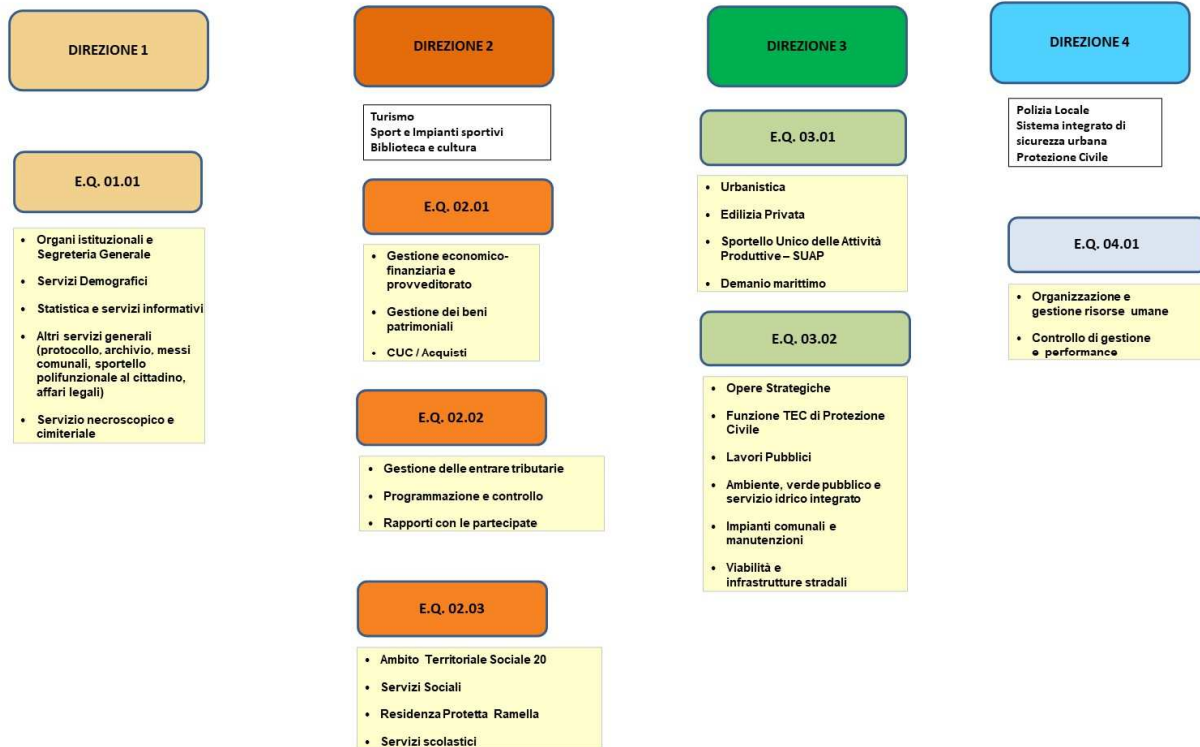 DIREZIONE 1
E.Q. 01.01
• Organi istituzionali e
Segreteria Generale
• Servizi Demografici
• Statistica e servizi informativi
• Altri servizi generali
(protocollo, archivio, messi
comunali, sportello
polifunzionale al cittadino,
affari legali)
• Servizio necroscopico e
cimiteriale
DIREZIONE 2
Turismo
Sport e Impianti sportivi
Biblioteca e cultura
E.Q. 02.01
• Gestione economico-
finanziaria e
provveditorato
• Gestione dei beni
patrimoniali
• CUC / Acquisti
E.Q. 02.02
• Gestione delle entrare tributarie
• Programmazione e controllo
• Rapporti con le partecipate
E.Q. 02.03
• Ambito Territoriale Sociale 20
• Servizi Sociali
• Residenza Protetta Ramella
• Servizi scolastici
DIREZIONE 3
E.Q. 03.01
• Urbanistica
• Edilizia Privata
• Sportello Unico delle Attività
Produttive – SUAP
• Demanio marittimo
E.Q. 03.02
• Opere Strategiche
• Funzione TEC di Protezione
Civile
• Lavori Pubblici
• Ambiente, verde pubblico e
servizio idrico integrato
• Impianti comunali e
manutenzioni
• Viabilità e
infrastrutture stradali
DIREZIONE 4
Polizia Locale
Sistema integrato di
sicurezza urbana
Protezione Civile
E.Q. 04.01
• Organizzazione e
gestione risorse umane
• Controllo di gestione
e performance